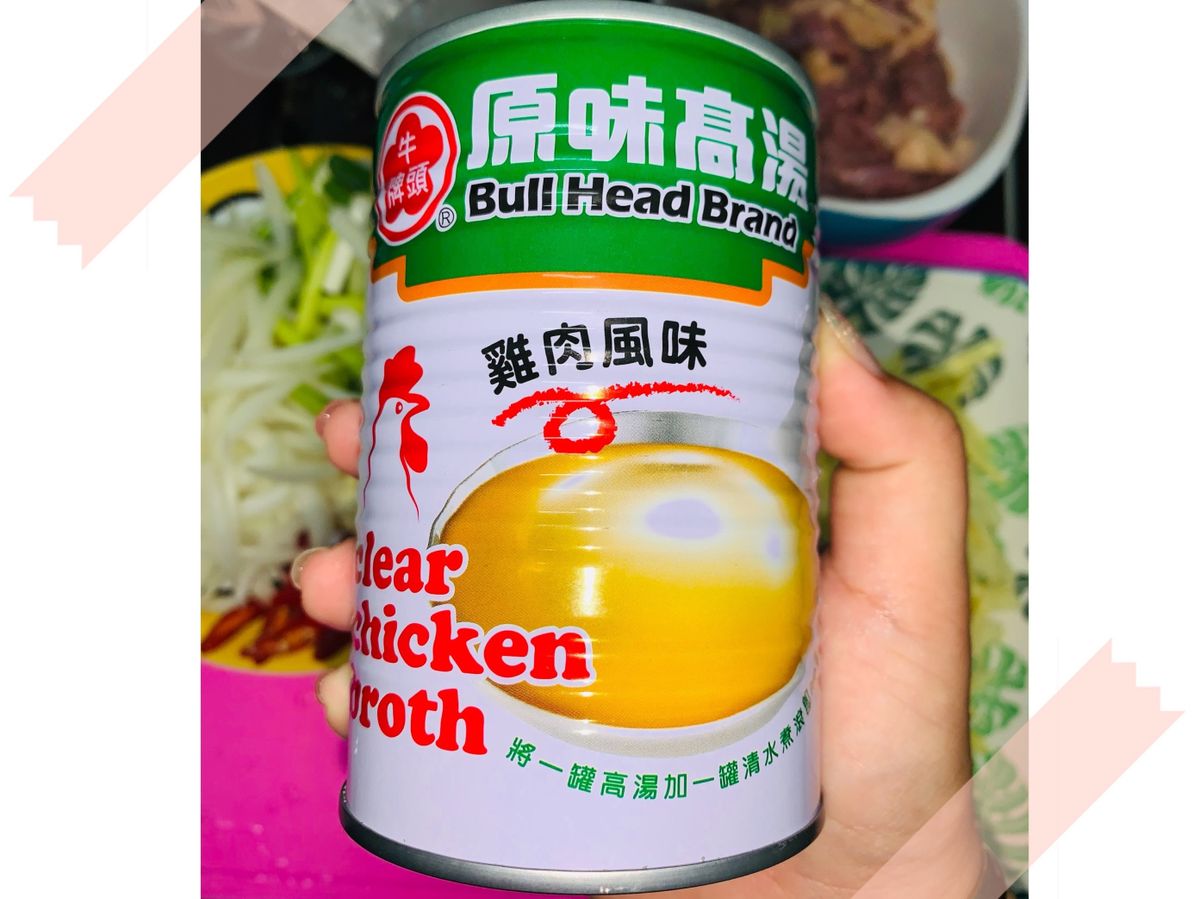 原味高湯
牛
牌頭
®
Bull Head Brand
雞肉風味
clear
chicken
broth
將一罐高湯加一罐清水煮滾